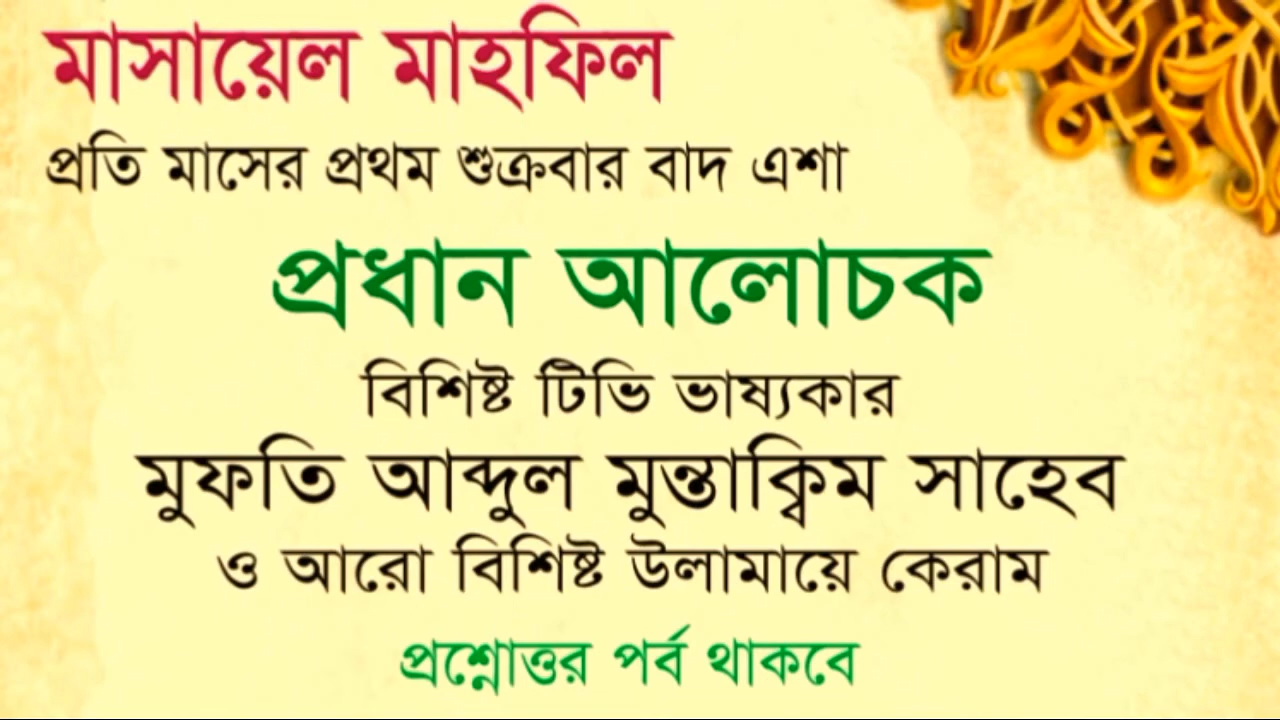 মাসায়েল মাহফিল
প্রতি মাসের প্রথম শুক্রবার বাদ এশা
প্রধান আলোচক
বিশিষ্ট টিভি ভাষ্যকার
মুফতি আব্দুল মুন্তাক্বিম সাহেব
ও আরো বিশিষ্ট উলামায়ে কেরাম
প্রশ্নোত্তর পর্ব থাকবে